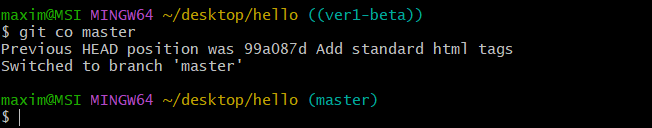 maxim@MSI MINGW64 ~/desktop/hello ((ver1-beta))
$ git co master
Previous HEAD position was 99a087d Add standard html tags
Switched to branch 'master'
maxim@MSI MINGW64 ~/desktop/hello (master)
$